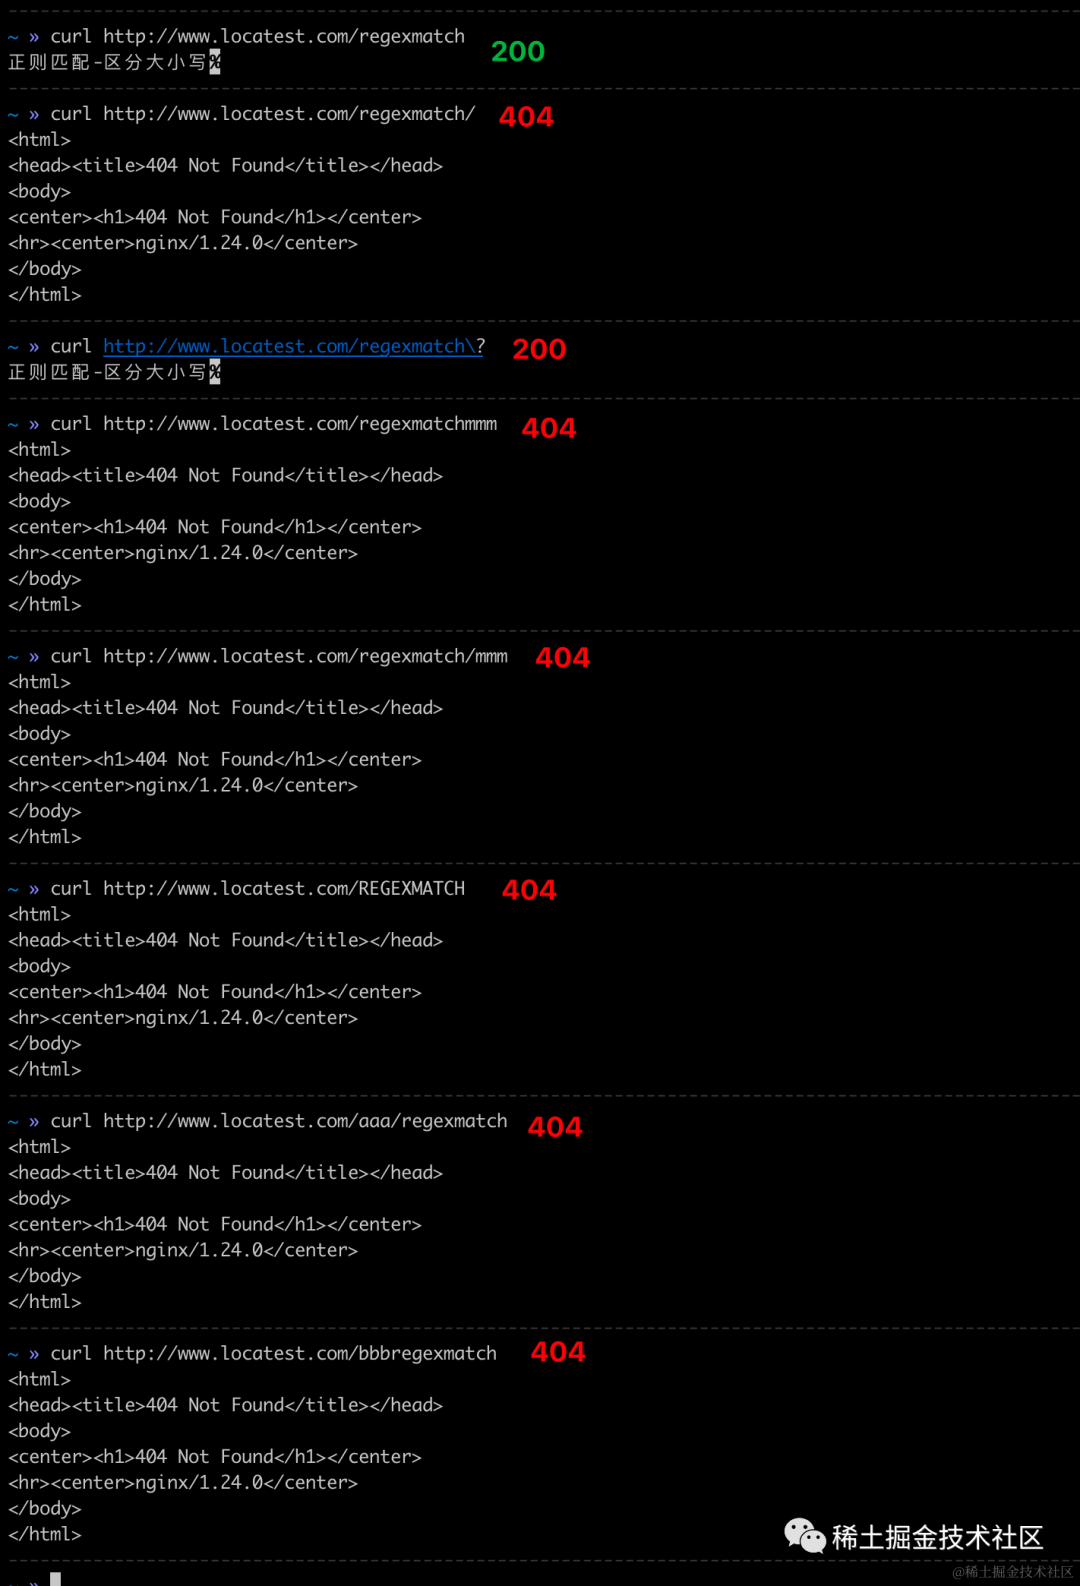 ~ » curl http://www.locatest.com/regexmatch 200
正则匹配-区分大小写%
~ » curl http://www.locatest.com/regexmatch/ 404
<html>
<head><title>404 Not Found</title></head>
<body>
<center><h1>404 Not Found</h1></center>
<hr><center>nginx/1.24.0</center>
</body>
</html>
~ » curl http://www.locatest.com/regexmatch\? 200
正则匹配-区分大小写%
~ » curl http://www.locatest.com/regexmatchmmm 404
<html>
<head><title>404 Not Found</title></head>
<body>
<center><h1>404 Not Found</h1></center>
<hr><center>nginx/1.24.0</center>
</body>
</html>
~ » curl http://www.locatest.com/regexmatch/mmm 404
<html>
<head><title>404 Not Found</title></head>
<body>
<center><h1>404 Not Found</h1></center>
<hr><center>nginx/1.24.0</center>
</body>
</html>
~ » curl http://www.locatest.com/REGEXMATCH 404
<html>
<head><title>404 Not Found</title></head>
<body>
<center><h1>404 Not Found</h1></center>
<hr><center>nginx/1.24.0</center>
</body>
</html>
~ » curl http://www.locatest.com/aaa/regexmatch 404
<html>
<head><title>404 Not Found</title></head>
<body>
<center><h1>404 Not Found</h1></center>
<hr><center>nginx/1.24.0</center>
</body>
</html>
~ » curl http://www.locatest.com/bbbregexmatch 404
<html>
<head><title>404 Not Found</title></head>
<body>
<center><h1>404 Not Found</h1></center>
<hr><center>nginx/1.24.0</center>
</body>
</html>
稀土掘金技术社区
@稀土掘金技术社区
~ »